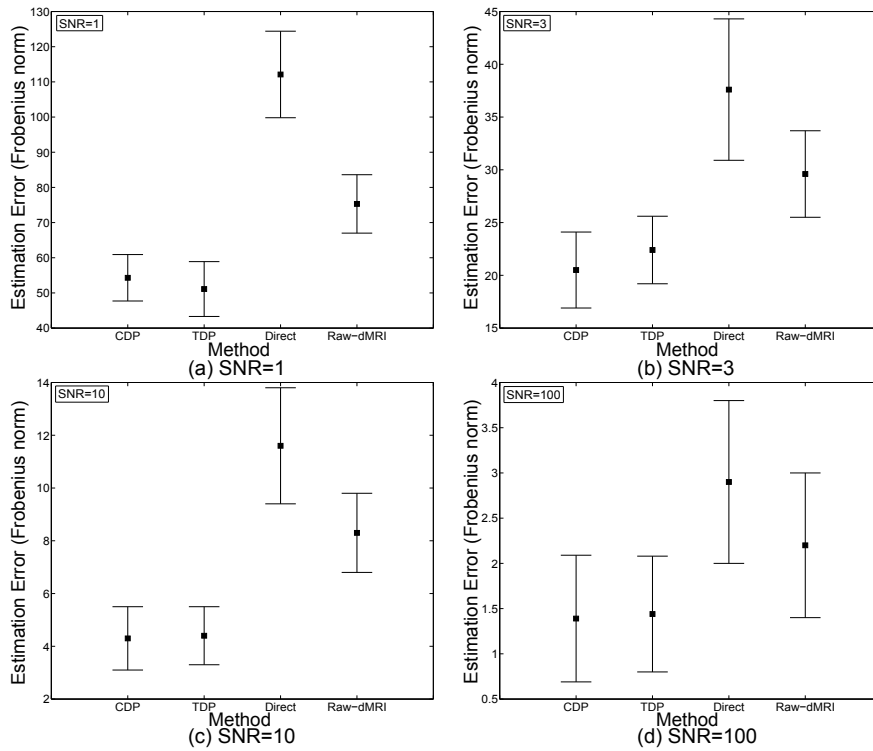 SNR=1
Estimation Error (Frobenius norm)
130
120
110
100
90
80
70
60
50
40
CDP TDP Direct Raw-dMRI
Method
(a) SNR=1
SNR=3
Estimation Error (Frobenius norm)
45
40
35
30
25
20
15
CDP TDP Direct Raw-dMRI
Method
(b) SNR=3
SNR=10
Estimation Error (Frobenius norm)
14
12
10
8
6
4
2
CDP TDP Direct Raw-dMRI
Method
(c) SNR=10
SNR=100
Estimation Error (Frobenius norm)
4
3.5
3
2.5
2
1.5
1
0.5
CDP TDP Direct Raw-dMRI
Method
(d) SNR=100